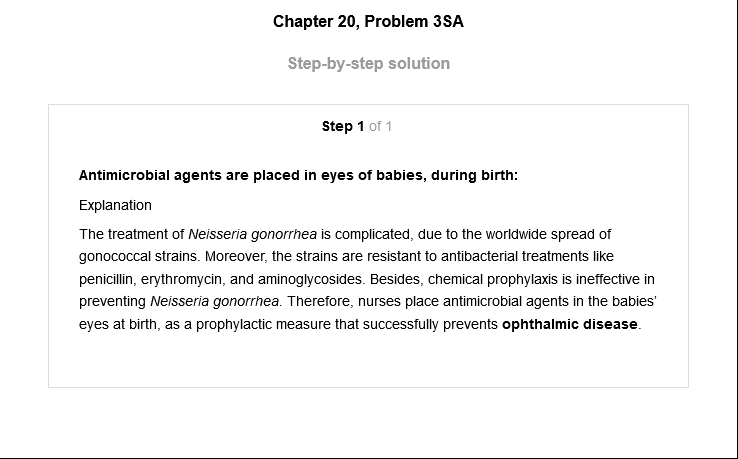 Chapter 20, Problem 3SA
Step-by-step solution
Step 1 of 1
Antimicrobial agents are placed in eyes of babies, during birth:
Explanation
The treatment of Neisseria gonorrhea is complicated, due to the worldwide spread of
gonococcal strains. Moreover, the strains are resistant to antibacterial treatments like
penicillin, erythromycin, and aminoglycosides. Besides, chemical prophylaxis is ineffective in
preventing Neisseria gonorrhea. Therefore, nurses place antimicrobial agents in the babies’
eyes at birth, as a prophylactic measure that successfully prevents ophthalmic disease.